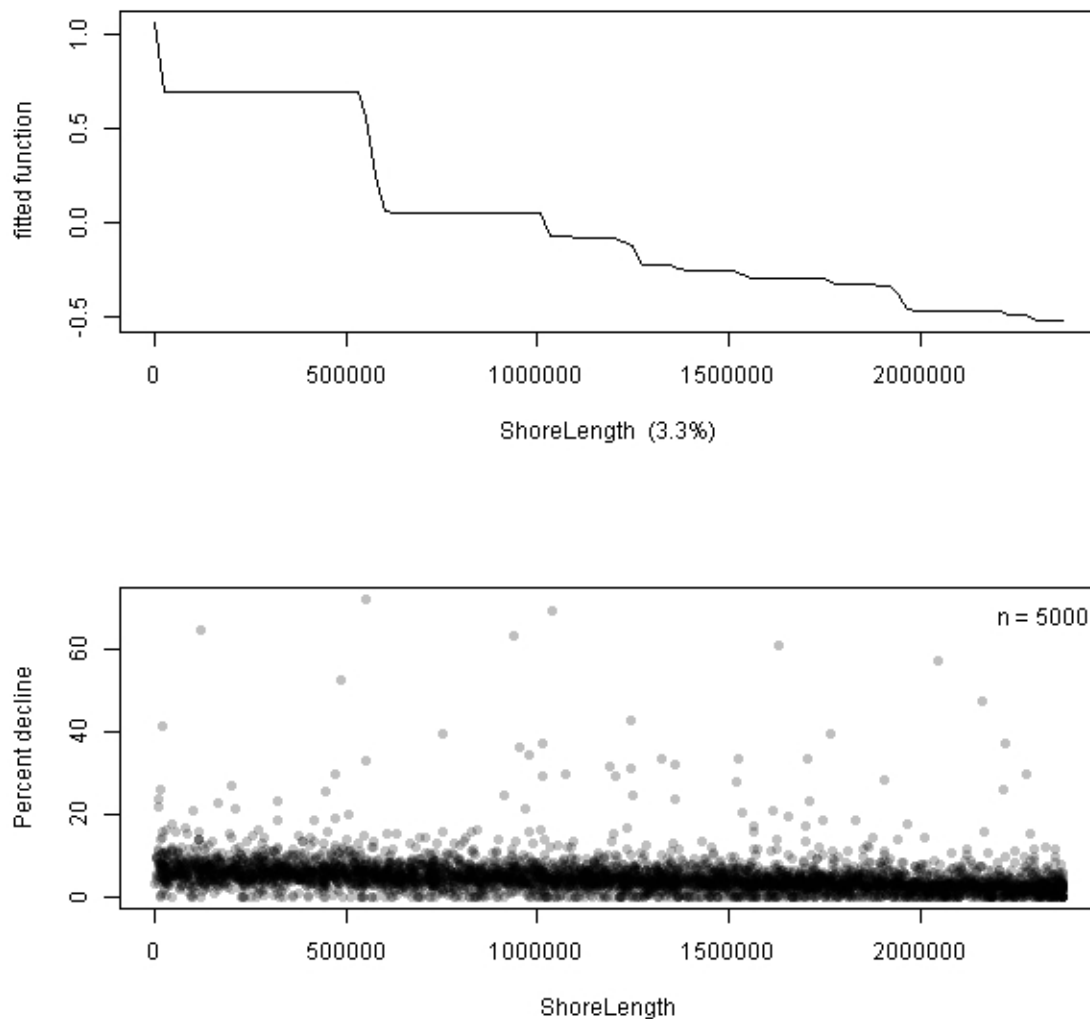 fitted function
1.0
0.5
0.0
-0.5
0 500000 1000000 1500000 2000000
ShoreLength (3.3%)
n = 5000
Percent decline
60
40
20
0
0 500000 1000000 1500000 2000000
ShoreLength